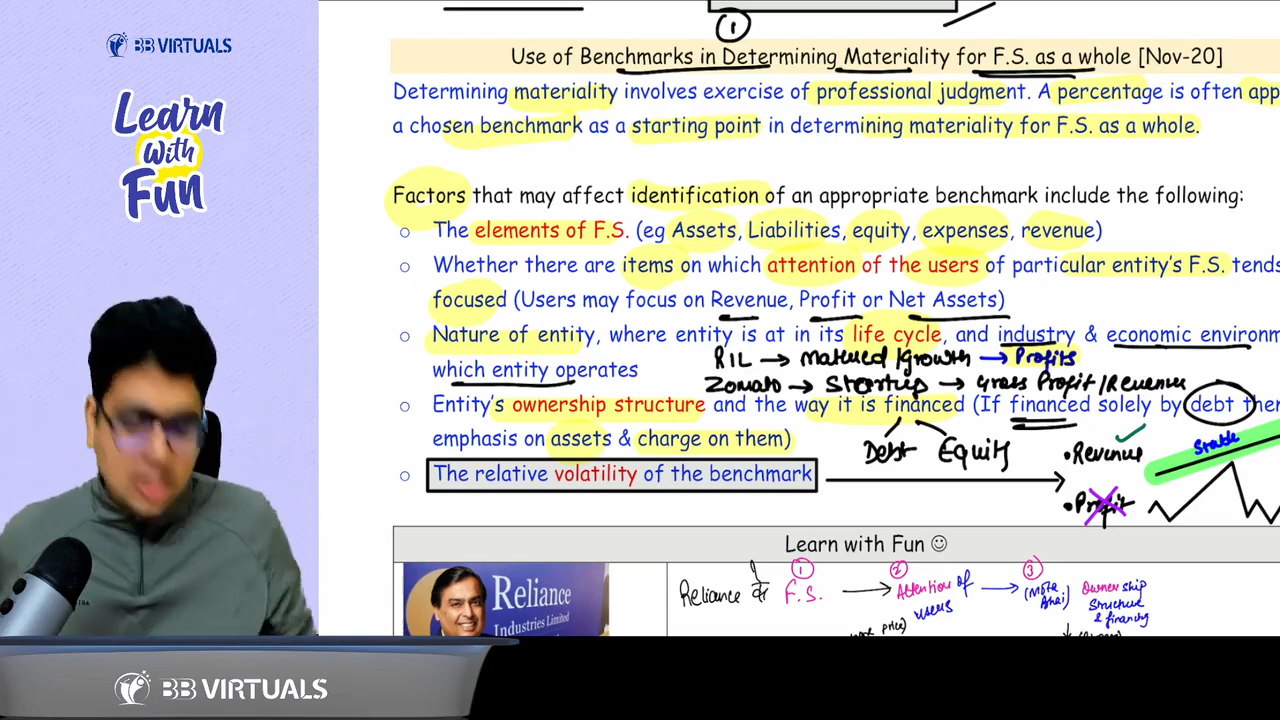 BB VIRTUALS
Learn
With
Fun
①
Use of Benchmarks in Determining Materiality for F.S. as a whole [Nov-20]
Determining materiality involves exercise of professional judgment. A percentage is often app
a chosen benchmark as a starting point in determining materiality for F.S. as a whole.
Factors that may affect identification of an appropriate benchmark include the following:
○ The elements of F.S. (eg Assets, Liabilities, equity, expenses, revenue)
○ Whether there are items on which attention of the users of particular entity's F.S. tends
focused (Users may focus on Revenue, Profit or Net Assets)
○ Nature of entity, where entity is at in its life cycle, and industry & economic environm
RIL → Matured/Growth → Profits
which entity operates
Zomato → Startup → Gross Profit/Revenue
○ Entity's ownership structure and the way it is financed (If financed solely by debt then
emphasis on assets & charge on them)
Debt Equity
• Revenue ✓
Stable
○ The relative volatility of the benchmark
• Profit
Learn with Fun ☺
Reliance
Industries Limited
Reliance के
① F.S. → ② Attention of users → ③ (Mota Bhai) Ownership Structure & financing
price)
BB VIRTUALS